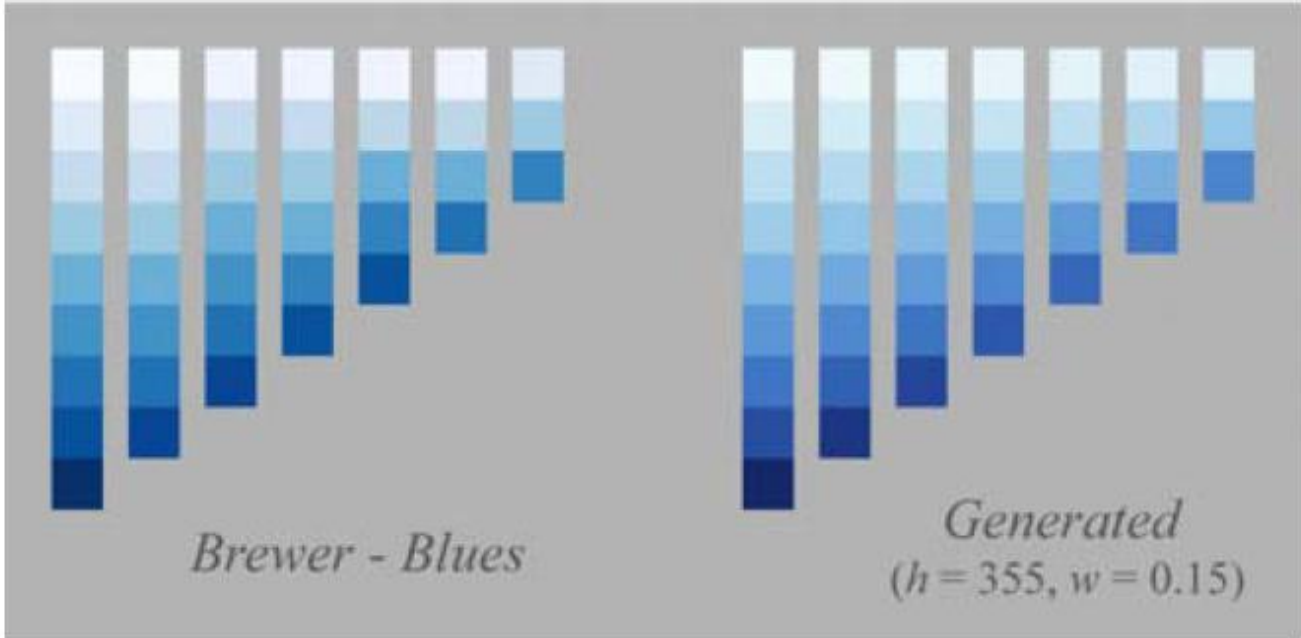 Brewer - Blues
Generated
(h = 355, w = 0.15)